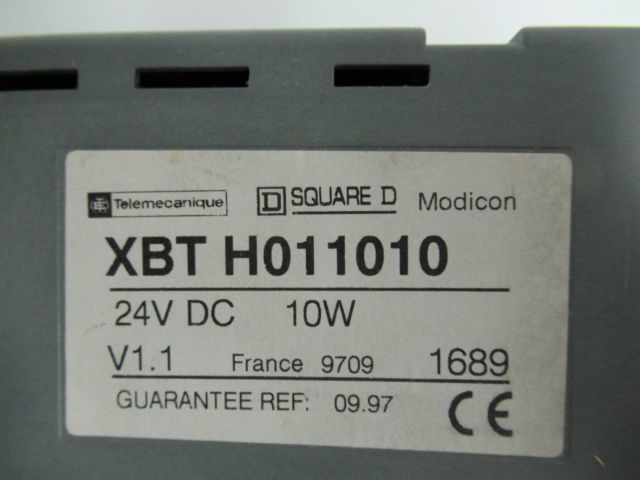 Telemecanique D SQUARE D Modicon
XBT H011010
24V DC 10W
V1.1 France 9709 1689
GUARANTEE REF: 09.97 CE